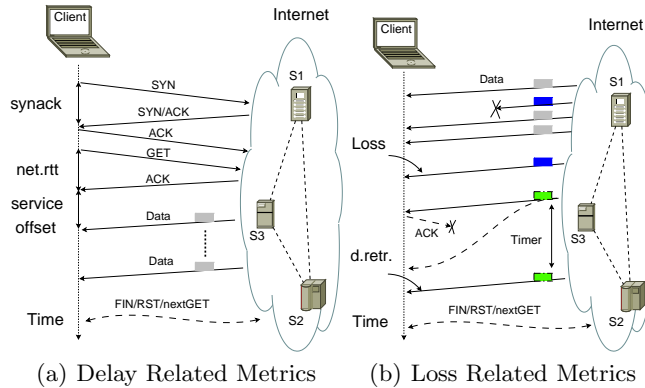 Client
Internet
S1
SYN
synack
SYN/ACK
ACK
GET
net.rtt
ACK
service
offset
Data
S3
Data
Time
FIN/RST/nextGET
S2
(a) Delay Related Metrics
Client
Internet
Data
S1
Loss
ACK
S3
Timer
d.retr.
FIN/RST/nextGET
Time
S2
(b) Loss Related Metrics